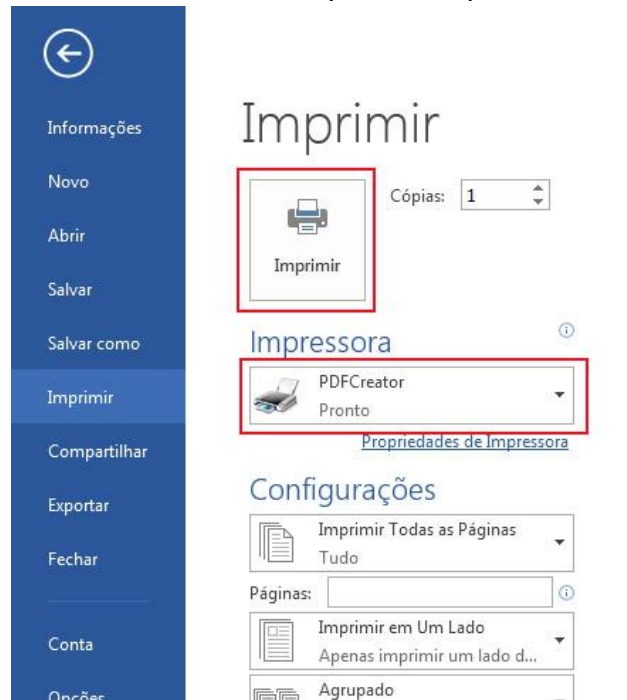 Informações
Novo
Abrir
Salvar
Salvar como
Imprimir
Compartilhar
Exportar
Fechar
Conta
Opções
Imprimir
Imprimir
Cópias: 1
Impressora
PDFCreator
Pronto
Propriedades de Impressora
Configurações
Imprimir Todas as Páginas
Tudo
Páginas:
Imprimir em Um Lado
Apenas imprimir um lado d...
Agrupado